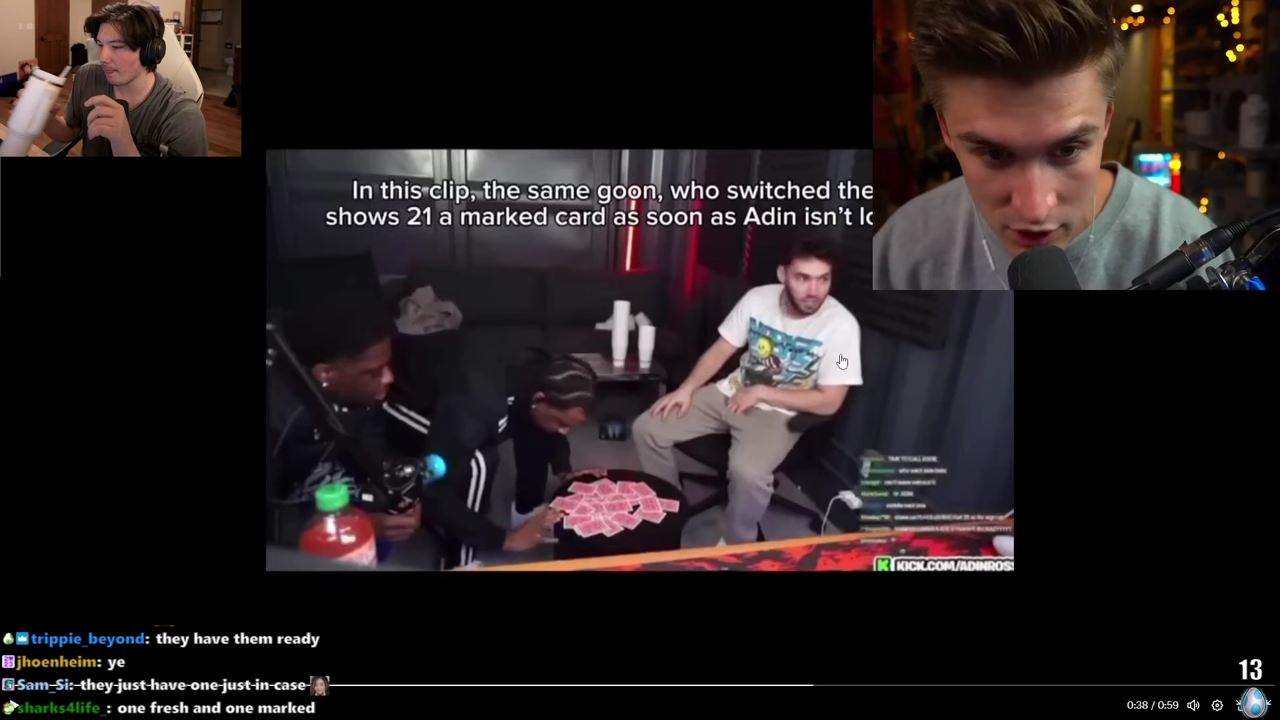 In this clip, the same goon, who switched the
shows 21 a marked card as soon as Adin isn't lo
KICK.COM/ADINROSS
trippie_beyond: they have them ready
jhoenheim: ye
Sam_Si: they just have one just in case
sharks4life_: one fresh and one marked
13
0:38 / 0:59